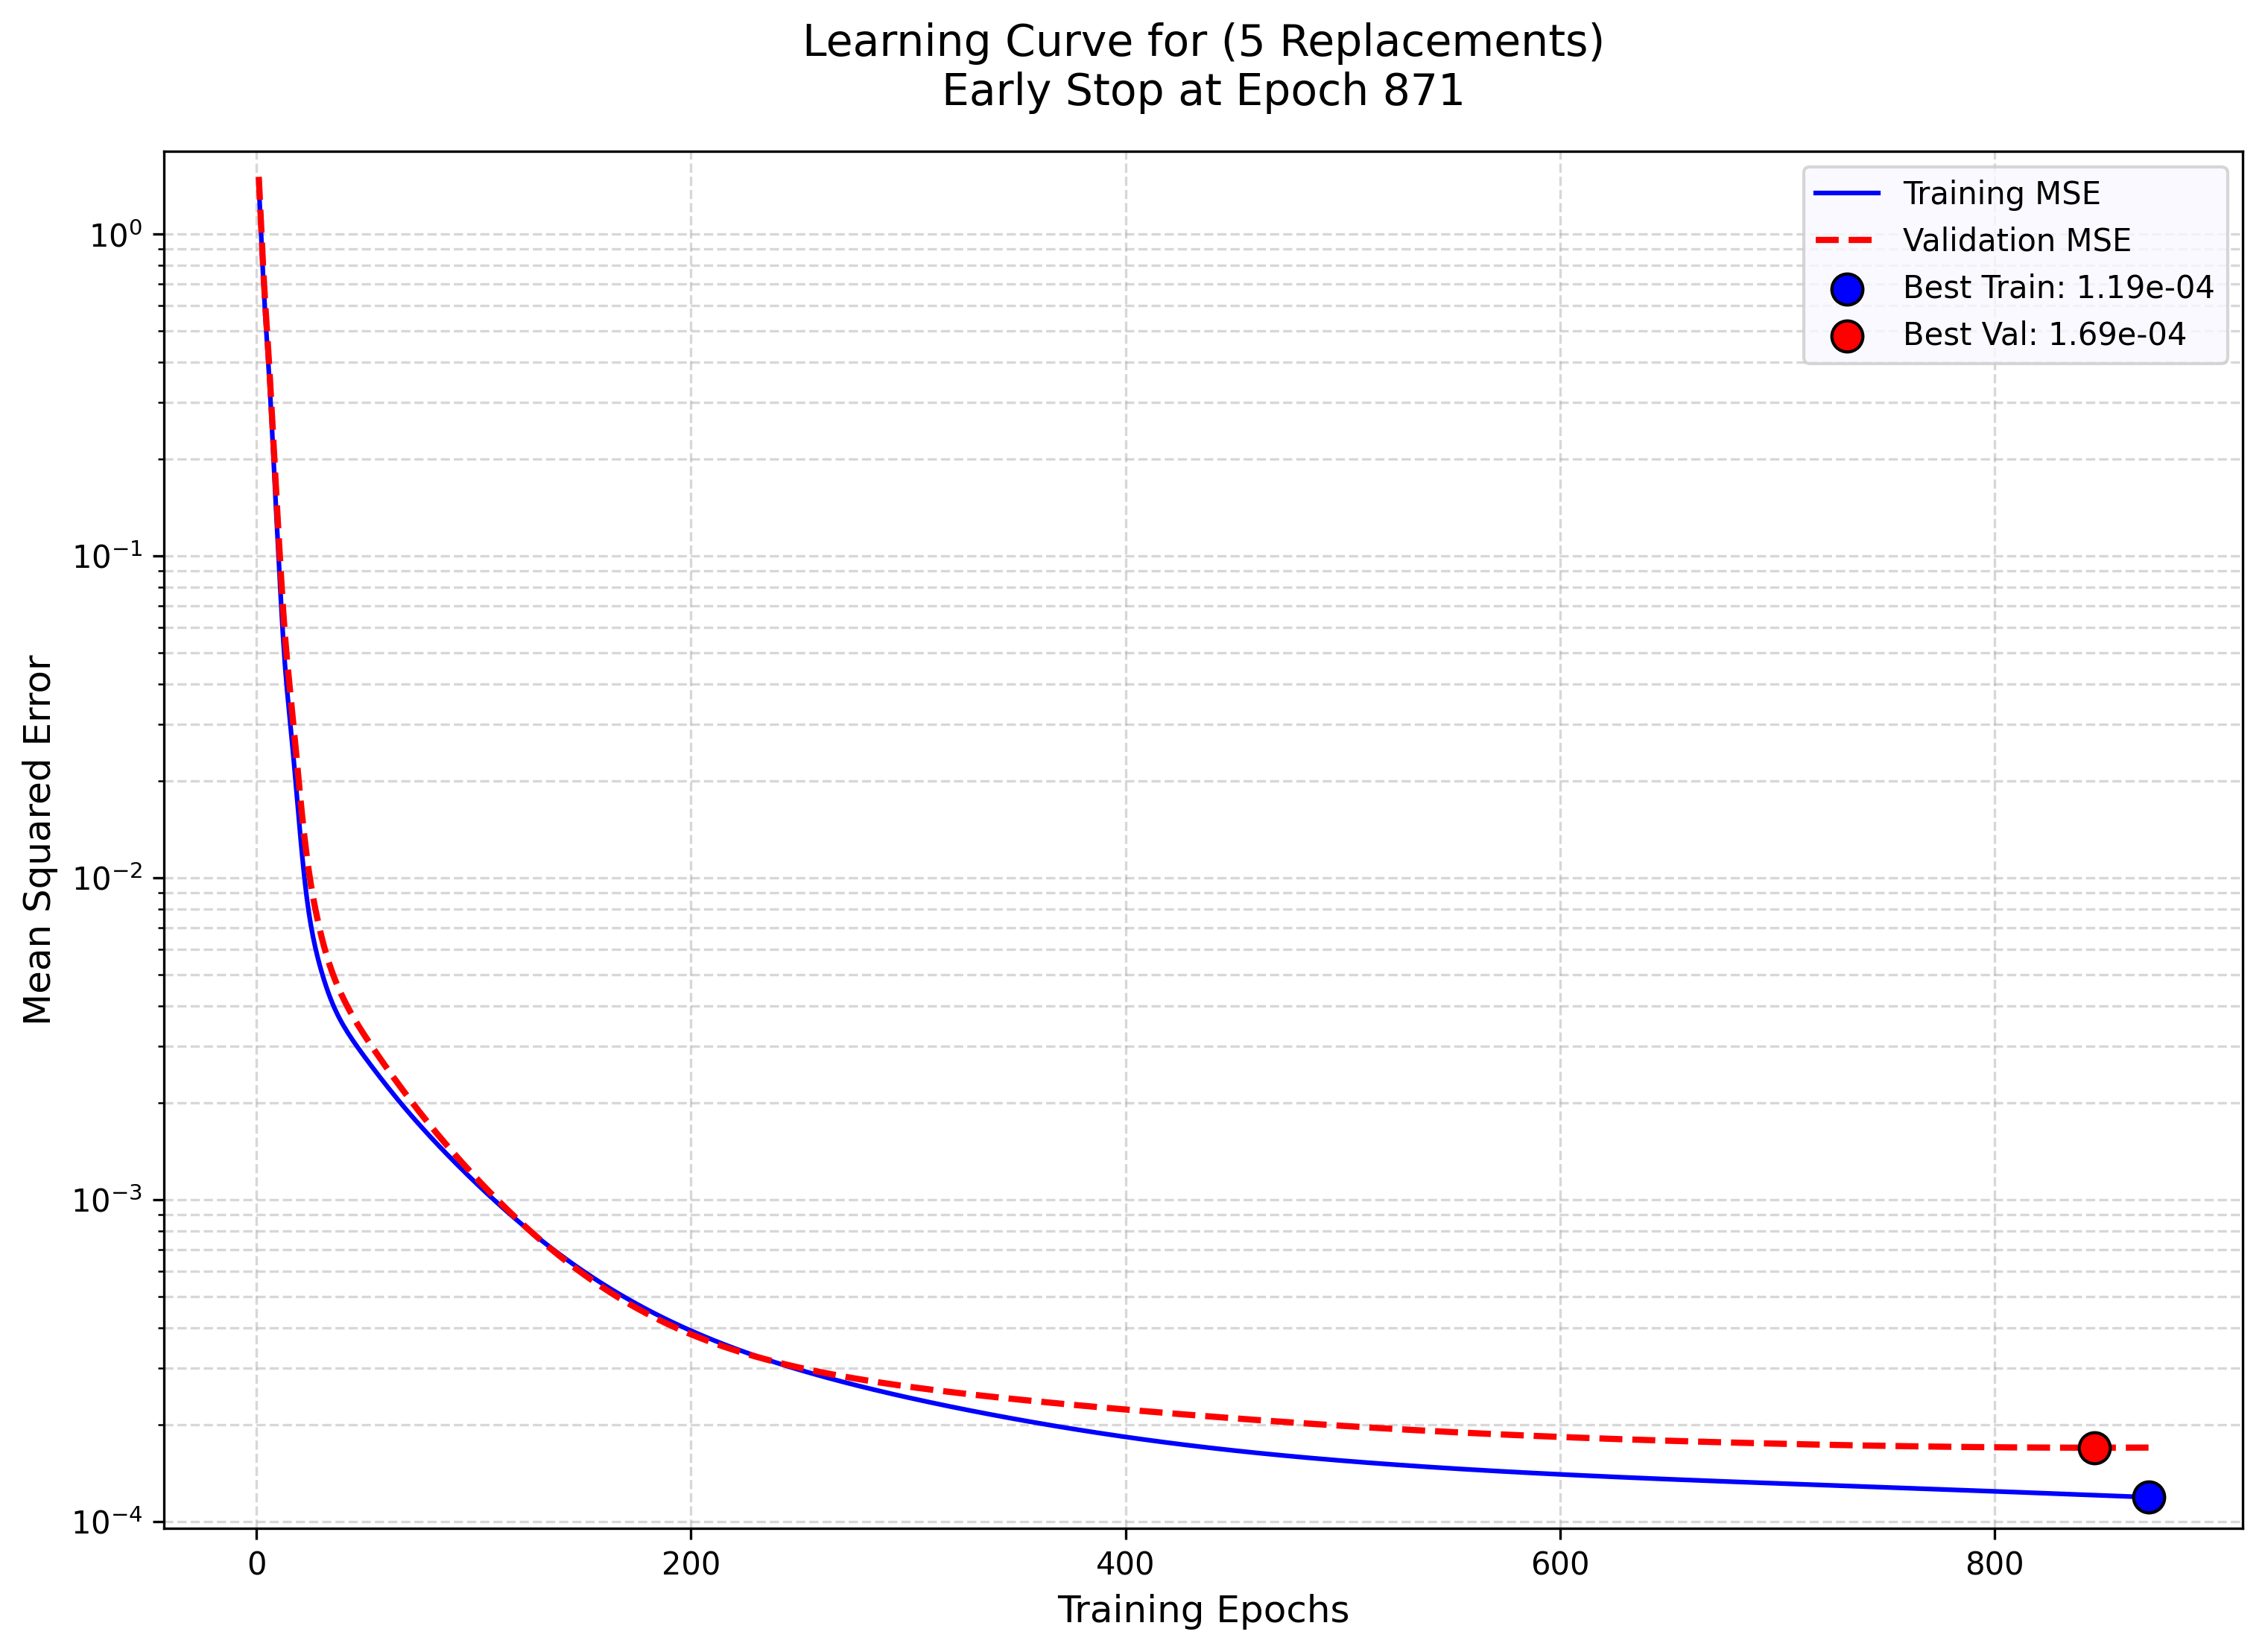 Learning Curve for (5 Replacements)
Early Stop at Epoch 871
Training MSE
Validation MSE
Best Train: 1.19e-04
Best Val: 1.69e-04
Mean Squared Error
10⁰
10⁻¹
10⁻²
10⁻³
10⁻⁴
0 200 400 600 800
Training Epochs